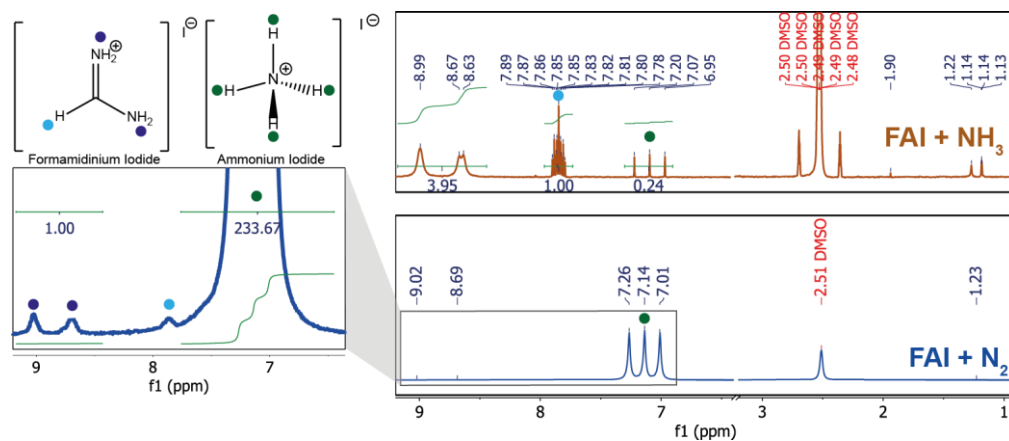 I⊖
⊕
NH2
H
NH2
Formamidinium Iodide
I⊖
H
⊕
N
H
H
H
Ammonium Iodide
1.00
233.67
9
8
7
f1 (ppm)
8.99
8.67
8.63
7.89
7.87
7.86
7.85
7.85
7.83
7.82
7.81
7.80
7.78
7.20
7.07
6.95
2.50 DMSO
2.50 DMSO
2.49 DMSO
2.49 DMSO
2.48 DMSO
1.90
1.22
1.14
1.14
1.13
FAI + NH3
3.95
1.00
0.24
9.02
8.69
7.26
7.14
7.01
2.51 DMSO
1.23
FAI + N2
9
8
7
3
2
1
f1 (ppm)